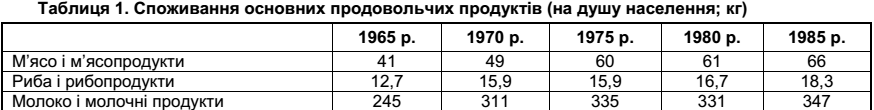 Таблиця 1. Споживання основних продовольчих продуктів (на душу населення; кг)
1965 р. 1970 р. 1975 р. 1980 р. 1985 р.
М'ясо і м'ясопродукти 41 49 60 61 66
Риба і рибопродукти 12,7 15,9 15,9 16,7 18,3
Молоко і молочні продукти 245 311 335 331 347